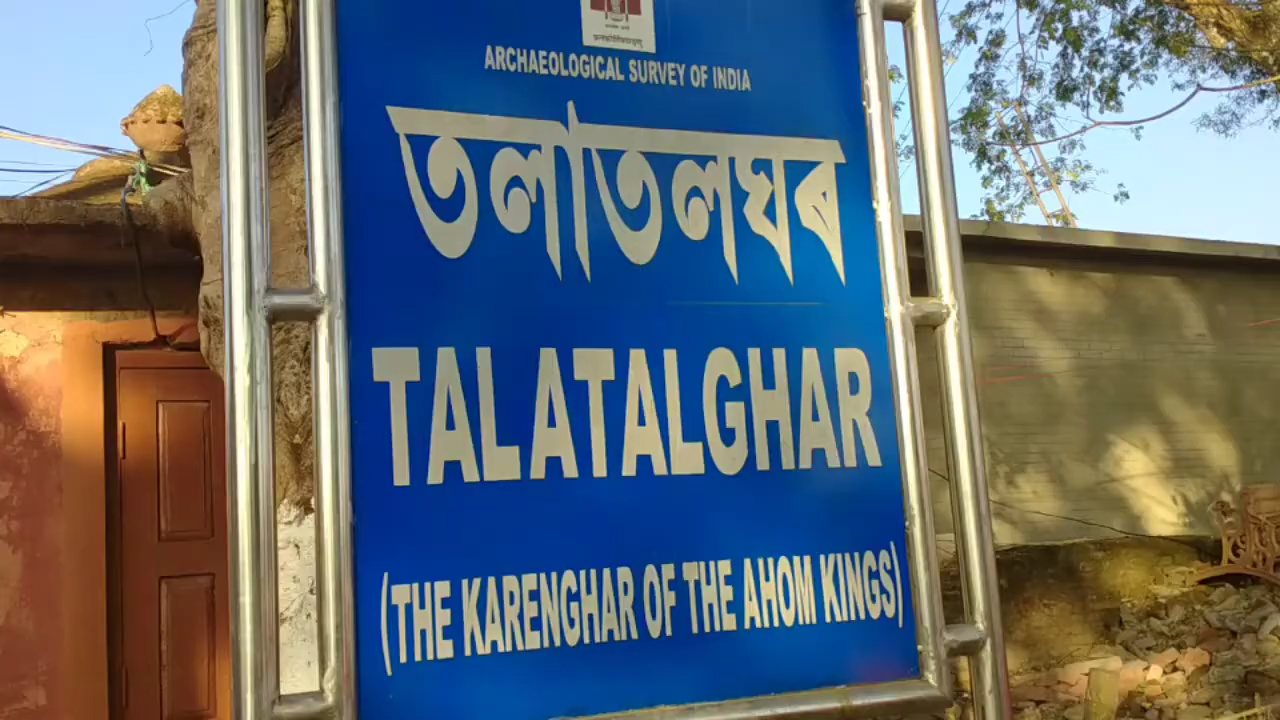 ARCHAEOLOGICAL SURVEY OF INDIA
তলাতলঘৰ
TALATALGHAR
(THE KARENGHAR OF THE AHOM KINGS)